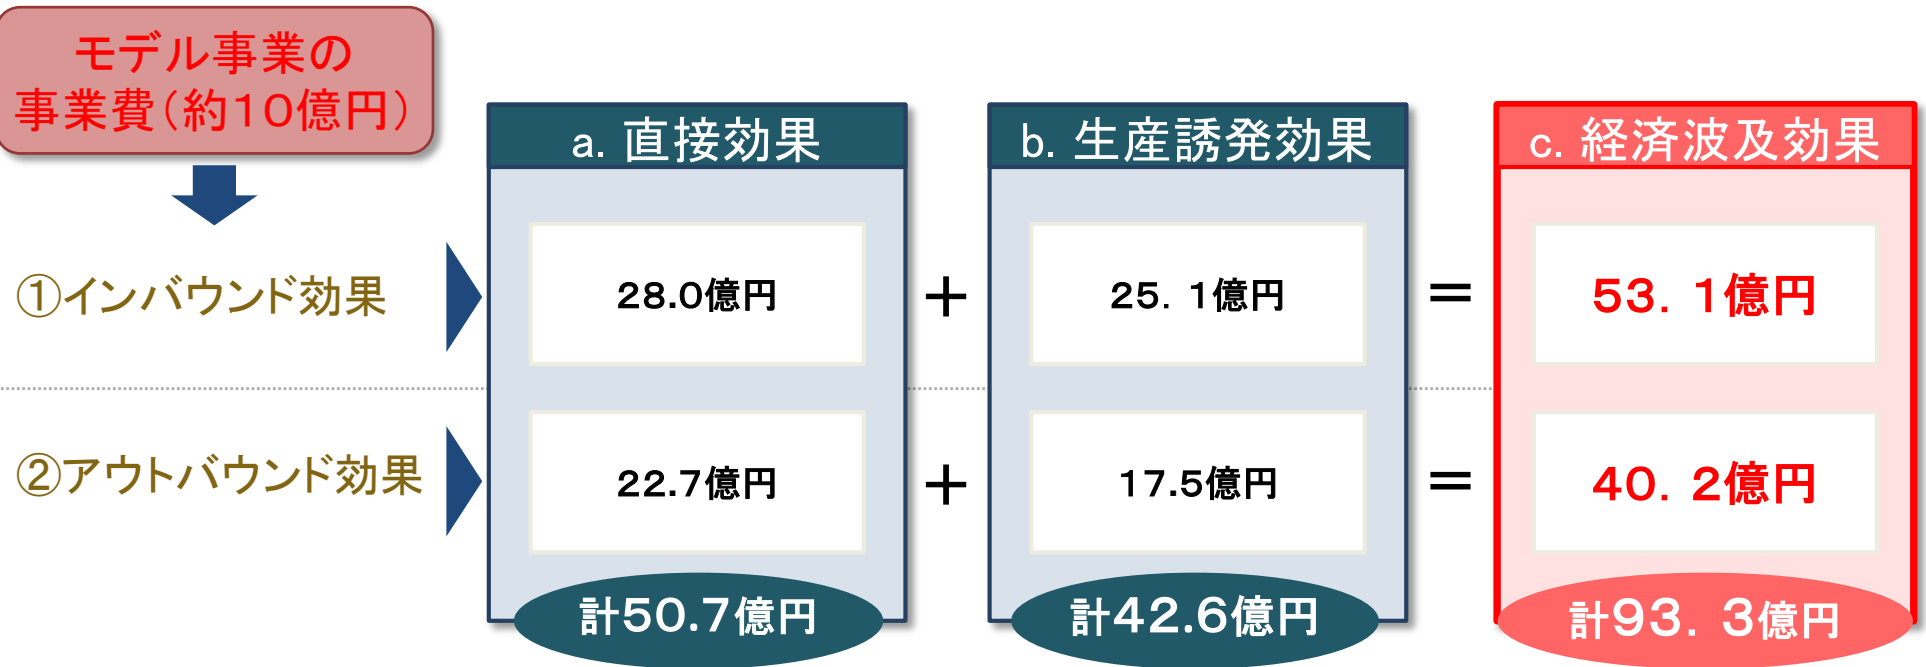 モデル事業の
事業費(約10億円)
a. 直接効果
b. 生産誘発効果
c. 経済波及効果
①インバウンド効果
28.0億円
+
25. 1億円
=
53. 1億円
②アウトバウンド効果
22.7億円
+
17.5億円
=
40. 2億円
計50.7億円
計42.6億円
計93. 3億円